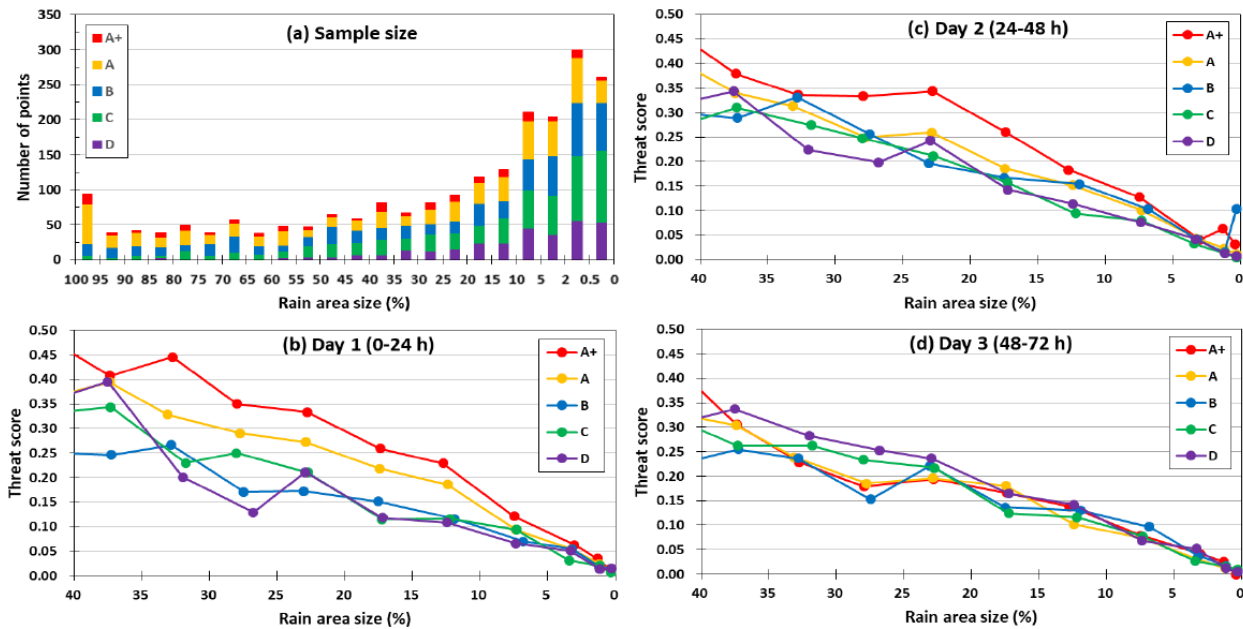 (a) Sample size
Number of points
350
300
250
200
150
100
50
0
A+
A
B
C
D
100 95 90 85 80 75 70 65 60 55 50 45 40 35 30 25 20 15 10 5 2 0.5 0
Rain area size (%)
(c) Day 2 (24-48 h)
Threat score
0.50
0.45
0.40
0.35
0.30
0.25
0.20
0.15
0.10
0.05
0.00
A+
A
B
C
D
40 35 30 25 20 15 10 5 0
Rain area size (%)
(b) Day 1 (0-24 h)
Threat score
0.50
0.45
0.40
0.35
0.30
0.25
0.20
0.15
0.10
0.05
0.00
A+
A
B
C
D
40 35 30 25 20 15 10 5 0
Rain area size (%)
(d) Day 3 (48-72 h)
Threat score
0.50
0.45
0.40
0.35
0.30
0.25
0.20
0.15
0.10
0.05
0.00
A+
A
B
C
D
40 35 30 25 20 15 10 5 0
Rain area size (%)